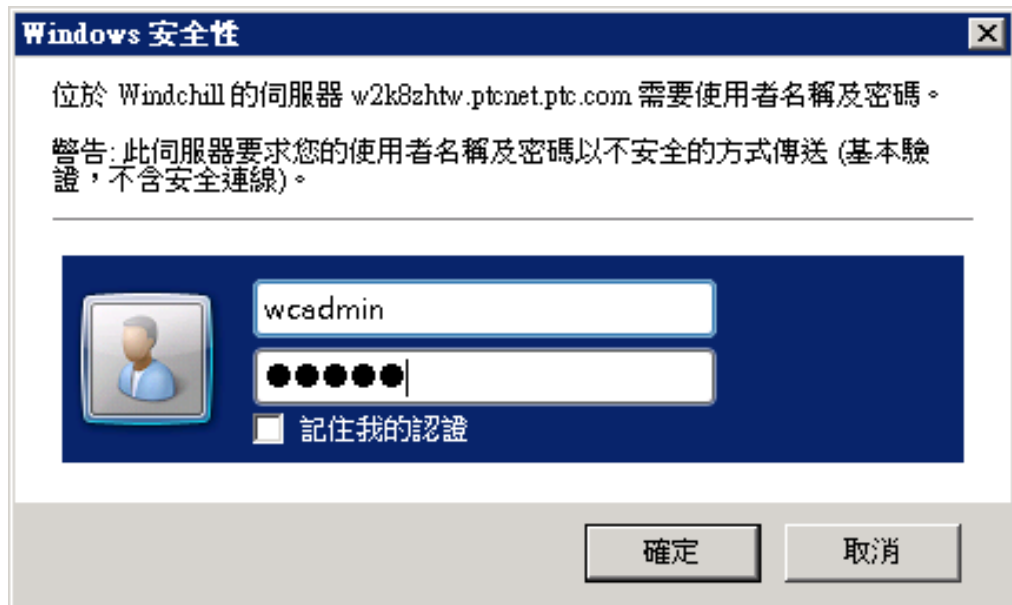 Windows 安全性
位於 Windchill 的伺服器 w2k8zhtw.ptcnet.ptc.com 需要使用者名稱及密碼。
警告: 此伺服器要求您的使用者名稱及密碼以不安全的方式傳送 (基本驗
證，不含安全連線)。
wcadmin
●●●●●
記住我的認證
確定 取消